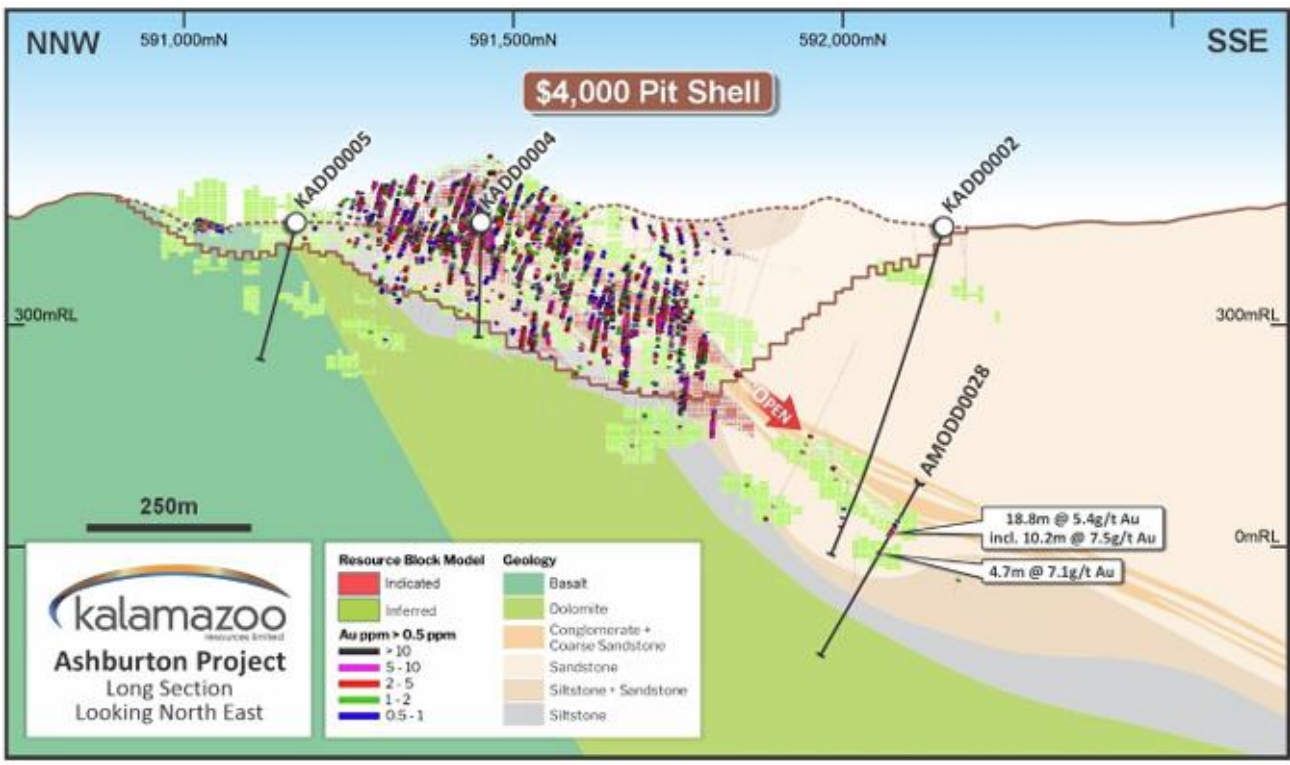 NNW
591,000mN
591,500mN
592,000mN
SSE
$4,000 Pit Shell
KADD0005
KADD0004
KADD0002
300mRL
300mRL
OPEN
AMODD0028
250m
18.8m @ 5.4g/t Au
incl. 10.2m @ 7.5g/t Au
0mRL
4.7m @ 7.1g/t Au
kalamazoo
resources limited
Ashburton Project
Long Section
Looking North East
Resource Block Model
Indicated
Inferred
Au ppm > 0.5 ppm
>10
5 - 10
2 - 5
1 - 2
0.5 - 1
Geology
Basalt
Dolomite
Conglomerate +
Coarse Sandstone
Sandstone
Siltstone + Sandstone
Siltstone